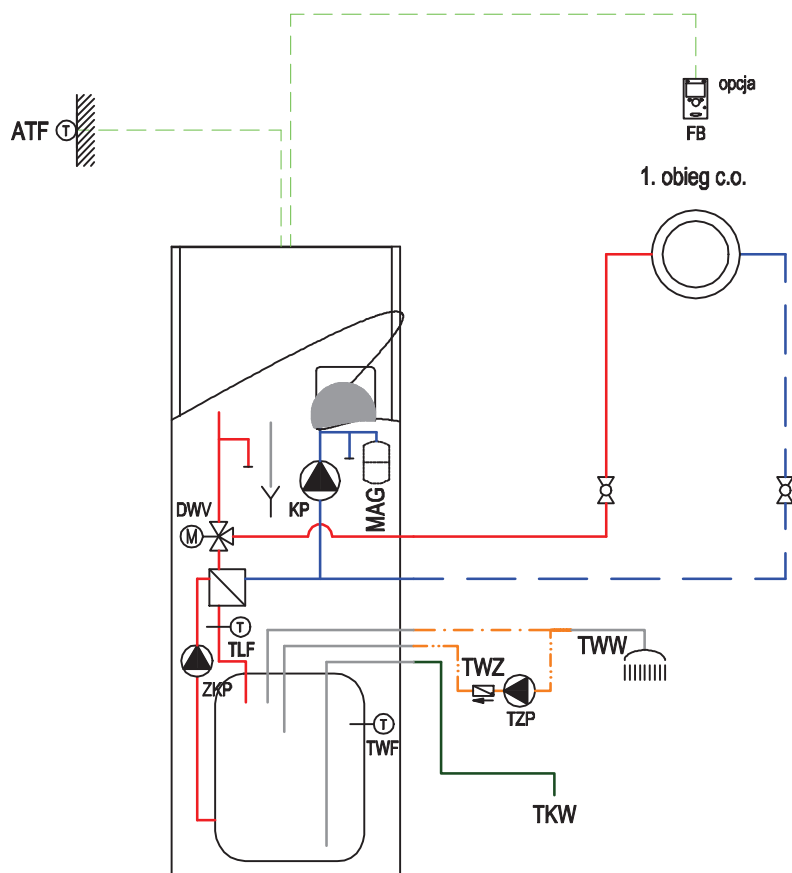 opcja
ATF
T
FB
1. obieg c.o.
DWV
M
KP
MAG
T
TLF
ZKP
TWW
TWZ
TZP
T
TWF
TKW